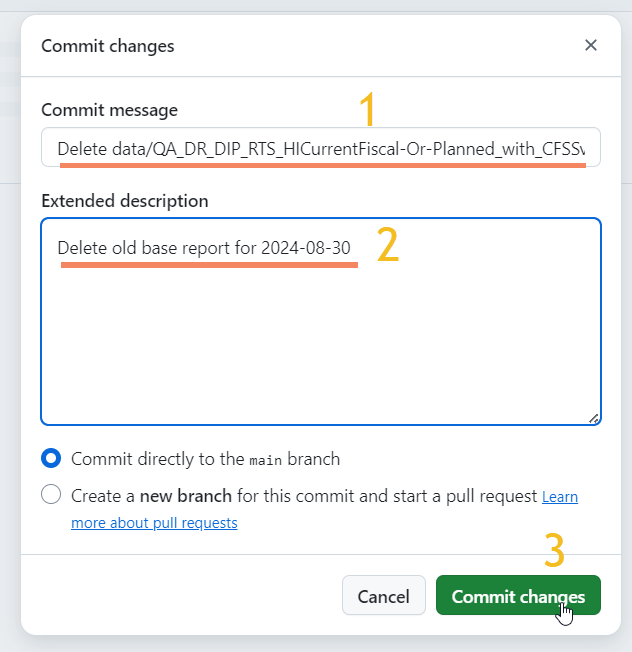 Commit changes
1
Commit message
Delete data/QA_DR_DIP_RTS_HICurrentFiscal-Or-Planned_with_CFSSv
Extended description
Delete old base report for 2024-08-30
2
Commit directly to the main branch
Create a new branch for this commit and start a pull request Learn
more about pull requests
3
Cancel
Commit changes